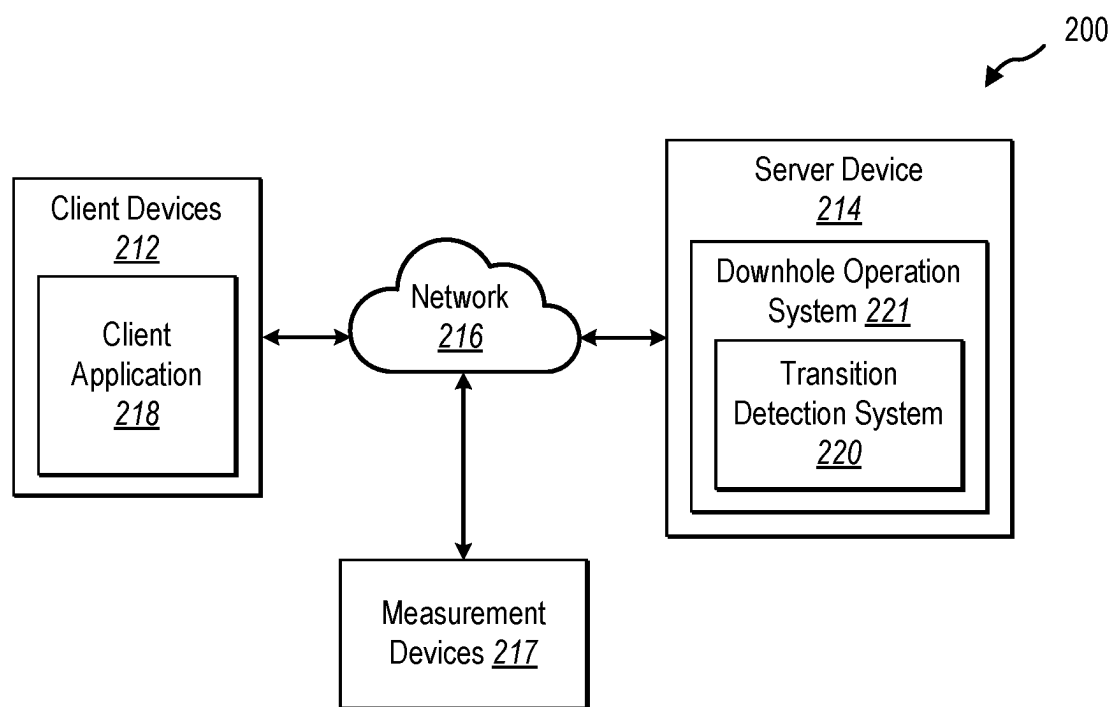 200
Server Device
214
Client Devices
212
Downhole Operation
System 221
Network
216
Client
Application
218
Transition
Detection System
220
Measurement
Devices 217